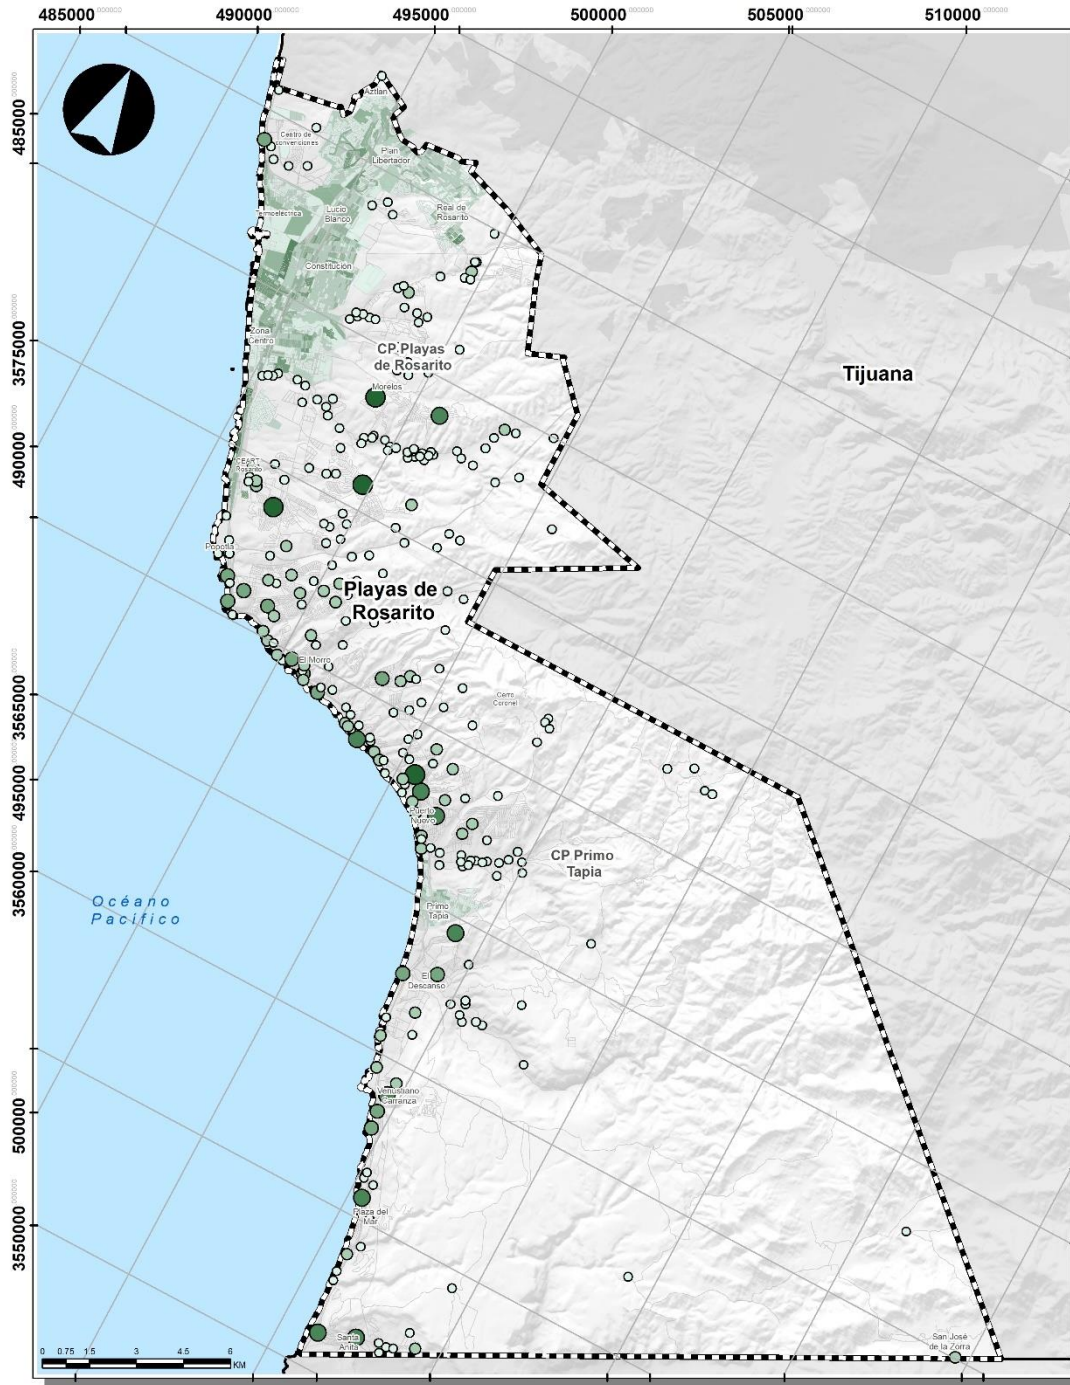 485000 490000 495000 500000 505000 510000
485000
3575000
490000
3565000
495000
3560000
500000
3550000
Aztlan
Centro de
convenciones
Plan
Libertador
Termoeléctrica
Lucio
Blanco
Real de
Rosarito
Constitución
Zona
Centro
CP Playas
de Rosarito
Morelos
Tijuana
CEART
Rosarito
Popotla
Playas de
Rosarito
El Morro
Cerro
Coronel
Puerto
Nuevo
CP Primo
Tapia
Océano
Pacífico
Primo
Tapia
El
Descanso
Venustiano
Carranza
Plaza del
Mar
Santa
Anita
San José
de la Zorra
0 0.75 1.5 3 4.5 6
KM